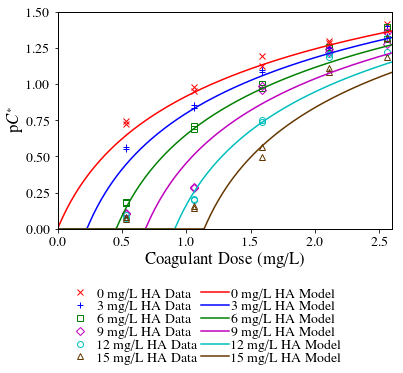 1.50
1.25
1.00
0.75
0.50
0.25
0.00
pC*
0.0 0.5 1.0 1.5 2.0 2.5
Coagulant Dose (mg/L)
0 mg/L HA Data 0 mg/L HA Model
3 mg/L HA Data 3 mg/L HA Model
6 mg/L HA Data 6 mg/L HA Model
9 mg/L HA Data 9 mg/L HA Model
12 mg/L HA Data 12 mg/L HA Model
15 mg/L HA Data 15 mg/L HA Model